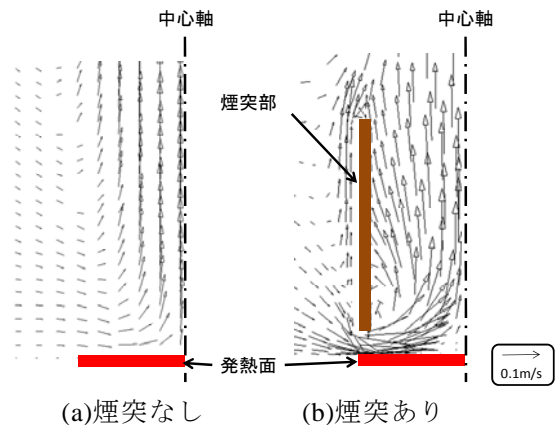 中心軸
中心軸
煙突部
発熱面
0.1m/s
(a)煙突なし
(b)煙突あり